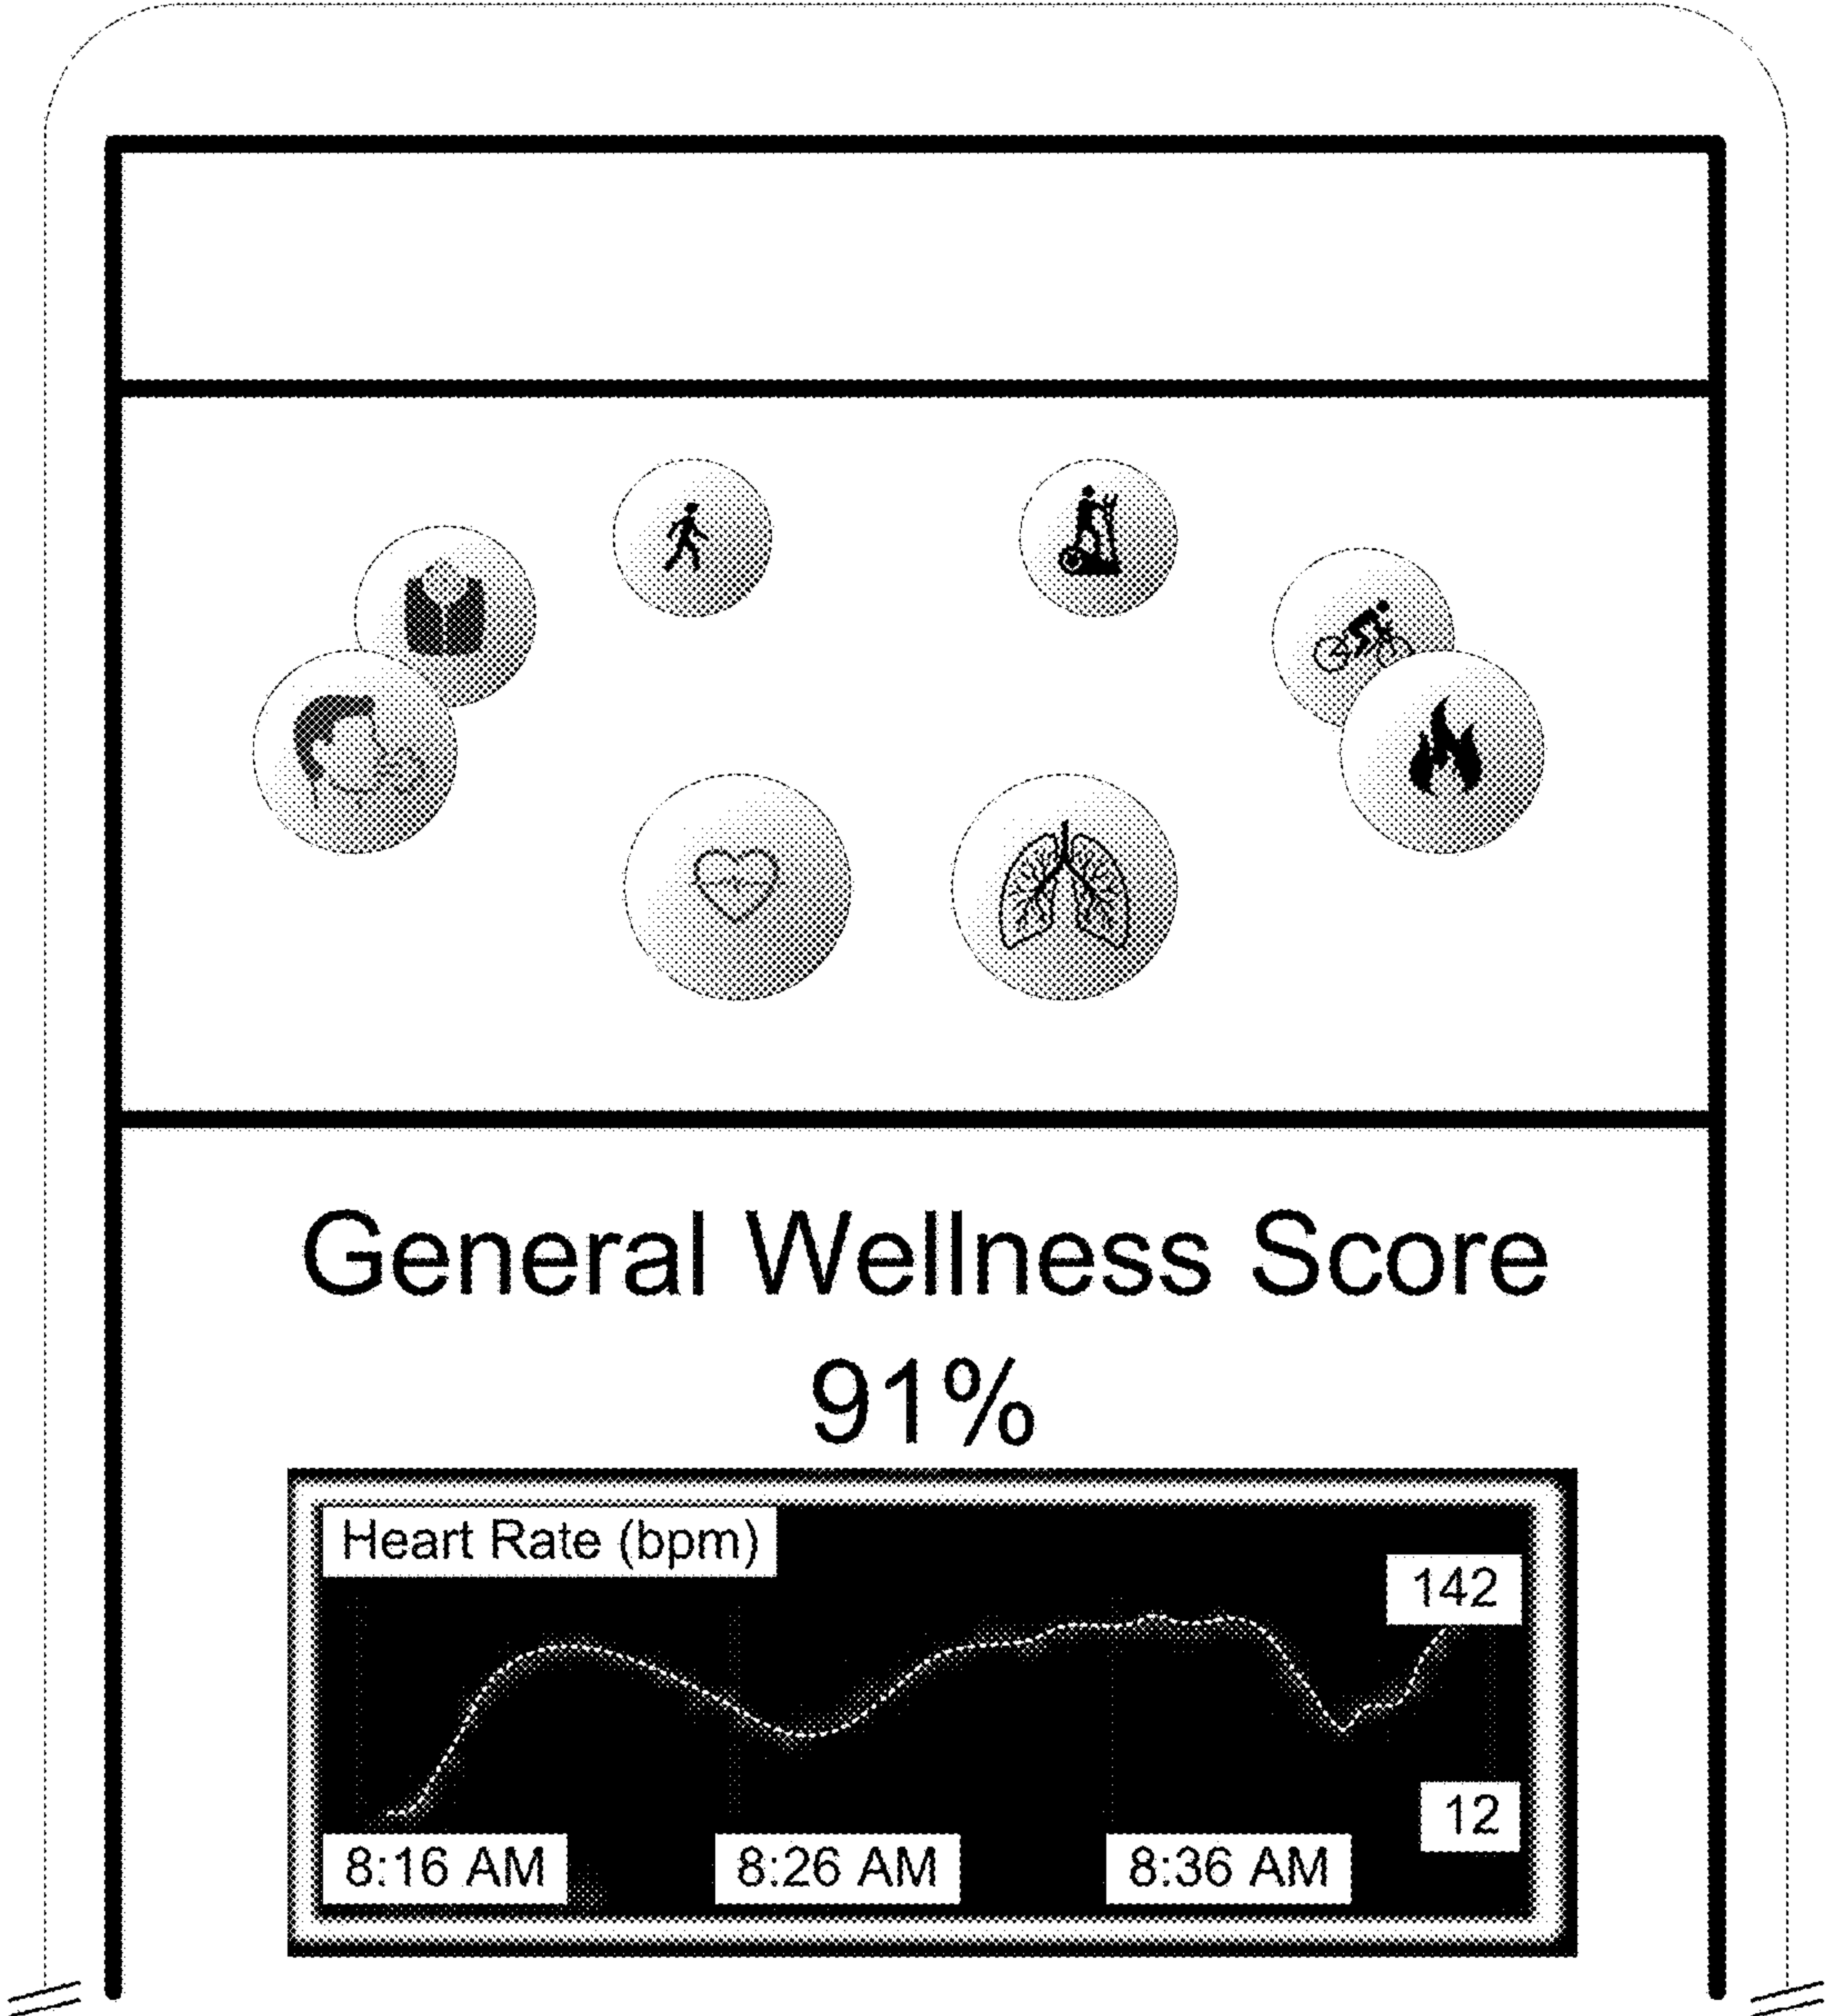 General Wellness Score
91%
Heart Rate (bpm)
142
12
8:16 AM 8:26 AM 8:36 AM